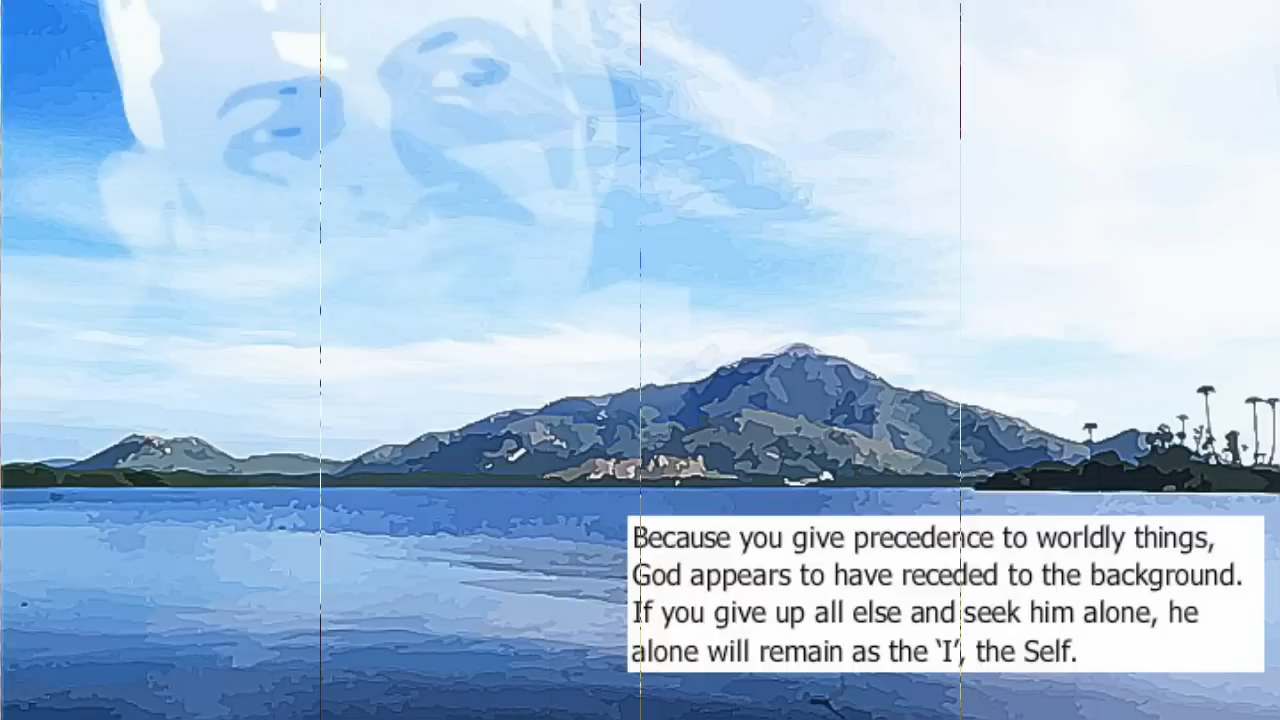 Because you give precedence to worldly things,
God appears to have receded to the background.
If you give up all else and seek him alone, he
alone will remain as the ‘I’, the Self.